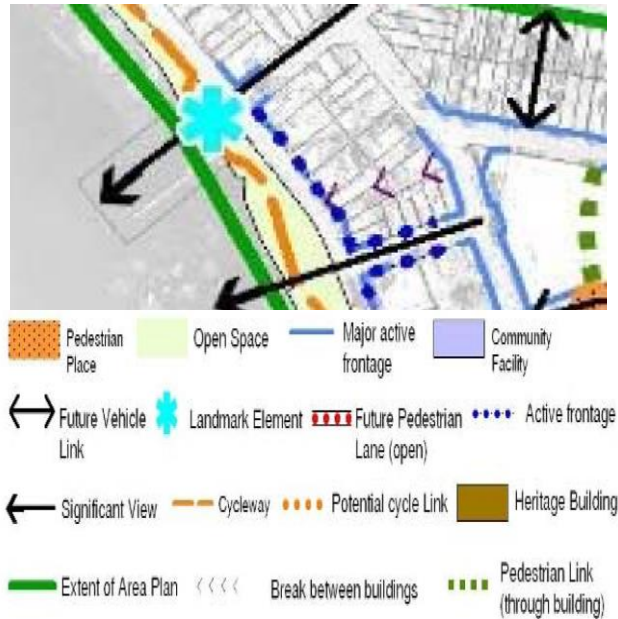 Pedestrian
Place
Open Space
Major active
frontage
Community
Facility
Future Vehicle
Link
Landmark Element
Future Pedestrian
Lane (open)
Active frontage
Significant View
Cycleway
Potential cycle Link
Heritage Building
Extent of Area Plan
Break between buildings
Pedestrian Link
(through building)